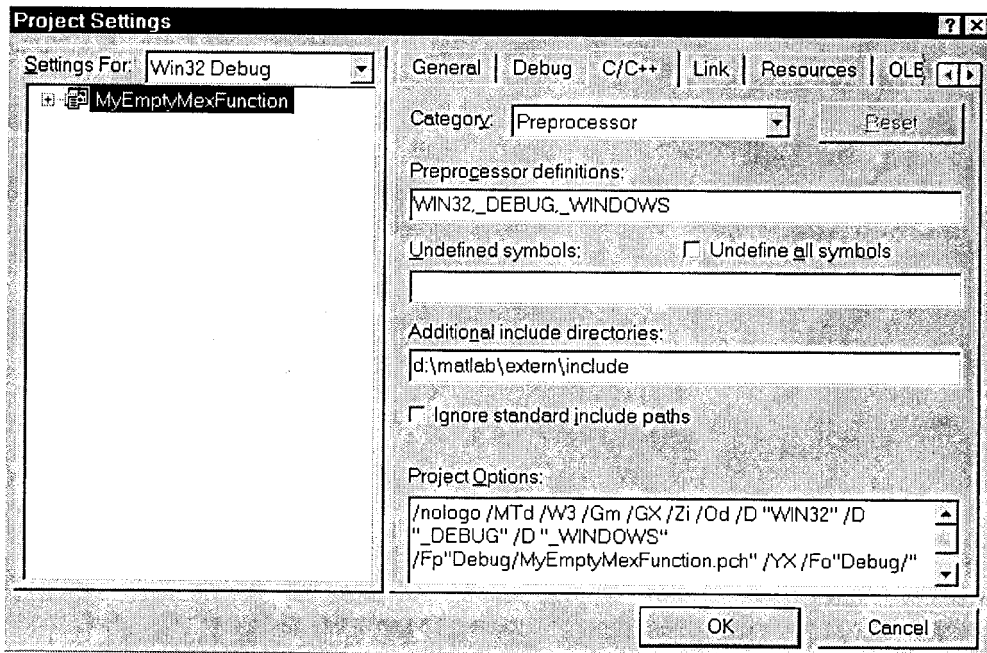 Project Settings
Settings For: Win32 Debug
MyEmptyMexFunction
General Debug C/C++ Link Resources OLE
Category: Preprocessor Reset
Preprocessor definitions:
WIN32,_DEBUG,_WINDOWS
Undefined symbols: Undefine all symbols
Additional include directories:
d:\matlab\extern\include
Ignore standard include paths
Project Options:
/nologo /MTd /W3 /Gm /GX /Zi /Od /D "WIN32" /D
"_DEBUG" /D "_WINDOWS"
/Fp"Debug/MyEmptyMexFunction.pch" /YX /Fo"Debug/"
OK Cancel